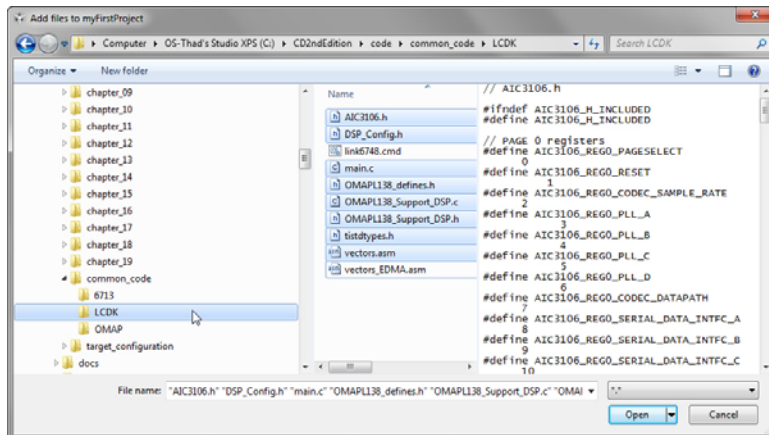 Add files to myFirstProject
Computer ▸ OS-Thad's Studio XPS (C:) ▸ CD2ndEdition ▸ code ▸ common_code ▸ LCDK
Search LCDK
Organize
New folder
chapter_09
chapter_10
chapter_11
chapter_12
chapter_13
chapter_14
chapter_15
chapter_16
chapter_17
chapter_18
chapter_19
common_code
6713
LCDK
OMAP
target_configuration
docs
Name
AIC3106.h
DSP_Config.h
link6748.cmd
main.c
OMAPL138_defines.h
OMAPL138_Support_DSP.c
OMAPL138_Support_DSP.h
tistdtypes.h
vectors.asm
vectors_EDMA.asm
// AIC3106.h
#ifndef AIC3106_H_INCLUDED
#define AIC3106_H_INCLUDED
// PAGE 0 registers
#define AIC3106_REG0_PAGESELECT
0
#define AIC3106_REG0_RESET
1
#define AIC3106_REG0_CODEC_SAMPLE_RATE
2
#define AIC3106_REG0_PLL_A
3
#define AIC3106_REG0_PLL_B
4
#define AIC3106_REG0_PLL_C
5
#define AIC3106_REG0_PLL_D
6
#define AIC3106_REG0_CODEC_DATAPATH
7
#define AIC3106_REG0_SERIAL_DATA_INTFC_A
8
#define AIC3106_REG0_SERIAL_DATA_INTFC_B
9
#define AIC3106_REG0_SERIAL_DATA_INTFC_C
10
File name: "AIC3106.h" "DSP_Config.h" "main.c" "OMAPL138_defines.h" "OMAPL138_Support_DSP.c" "OMAI
*.*
Open
Cancel